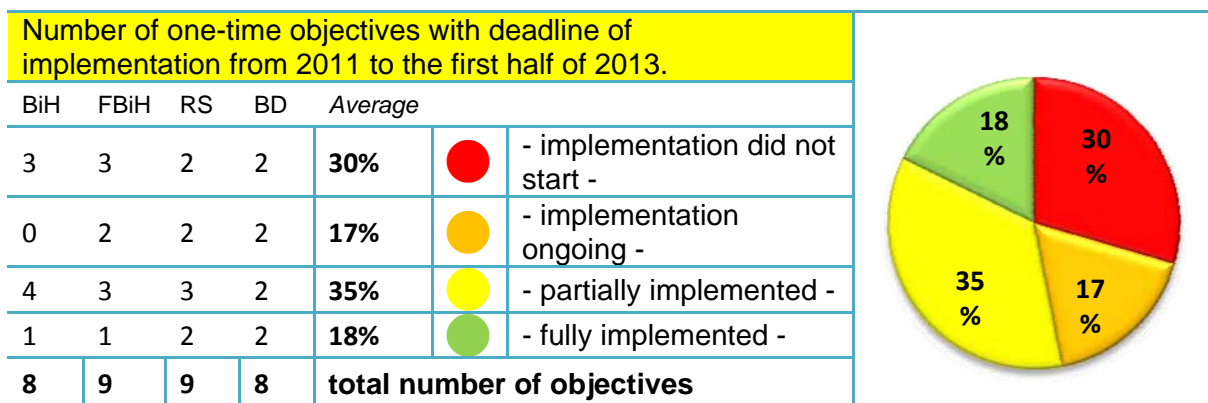 Number of one-time objectives with deadline of
implementation from 2011 to the first half of 2013.
BiH FBiH RS BD Average
3 3 2 2 30% - implementation did not
start -
0 2 2 2 17% - implementation
ongoing -
4 3 3 2 35% - partially implemented -
1 1 2 2 18% - fully implemented -
8 9 9 8 total number of objectives
18
%
30
%
35
%
17
%